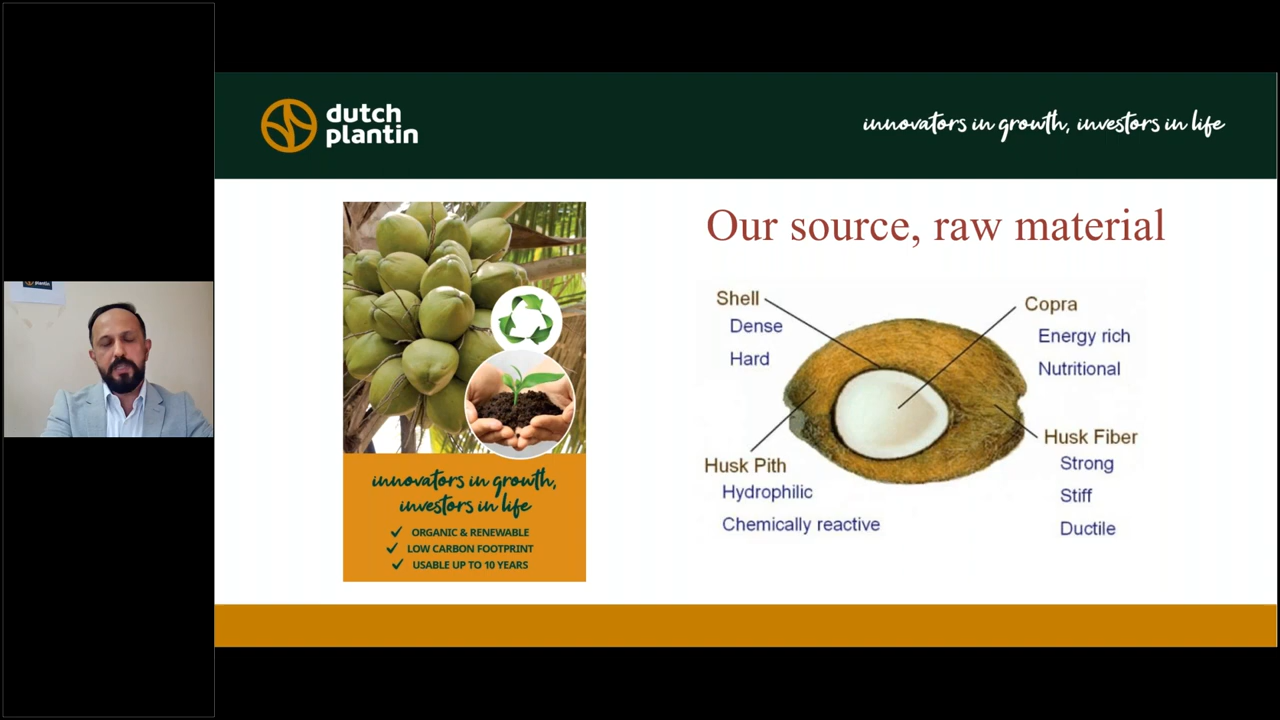 dutch
plantin
innovators in growth, investors in life
plantin
Our source, raw material
innovators in growth,
investors in life
ORGANIC & RENEWABLE
LOW CARBON FOOTPRINT
USABLE UP TO 10 YEARS
Shell
Dense
Hard
Copra
Energy rich
Nutritional
Husk Pith
Hydrophilic
Chemically reactive
Husk Fiber
Strong
Stiff
Ductile